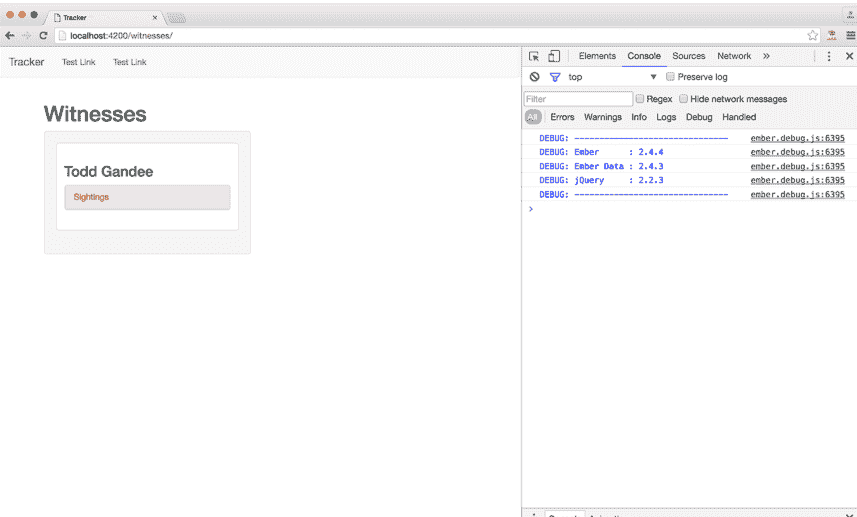 Tracker
localhost:4200/witnesses/
Tracker Test Link Test Link
Witnesses
Todd Gandee
Sightings
Elements Console Sources Network »
top Preserve log
Filter Regex Hide network messages
All Errors Warnings Info Logs Debug Handled
DEBUG: ------------------------------- ember.debug.js:6395
DEBUG: Ember : 2.4.4 ember.debug.js:6395
DEBUG: Ember Data : 2.4.3 ember.debug.js:6395
DEBUG: jQuery : 2.2.3 ember.debug.js:6395
DEBUG: ------------------------------- ember.debug.js:6395
>